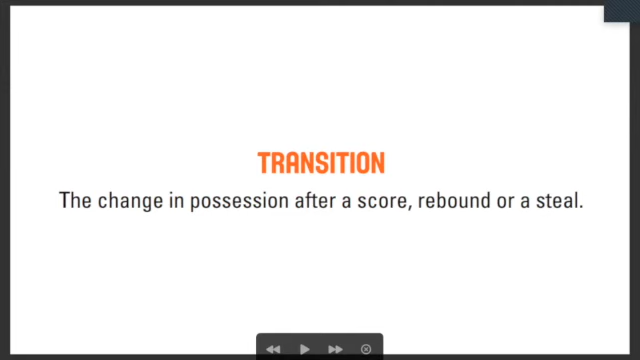 TRANSITION
The change in possession after a score, rebound or a steal.